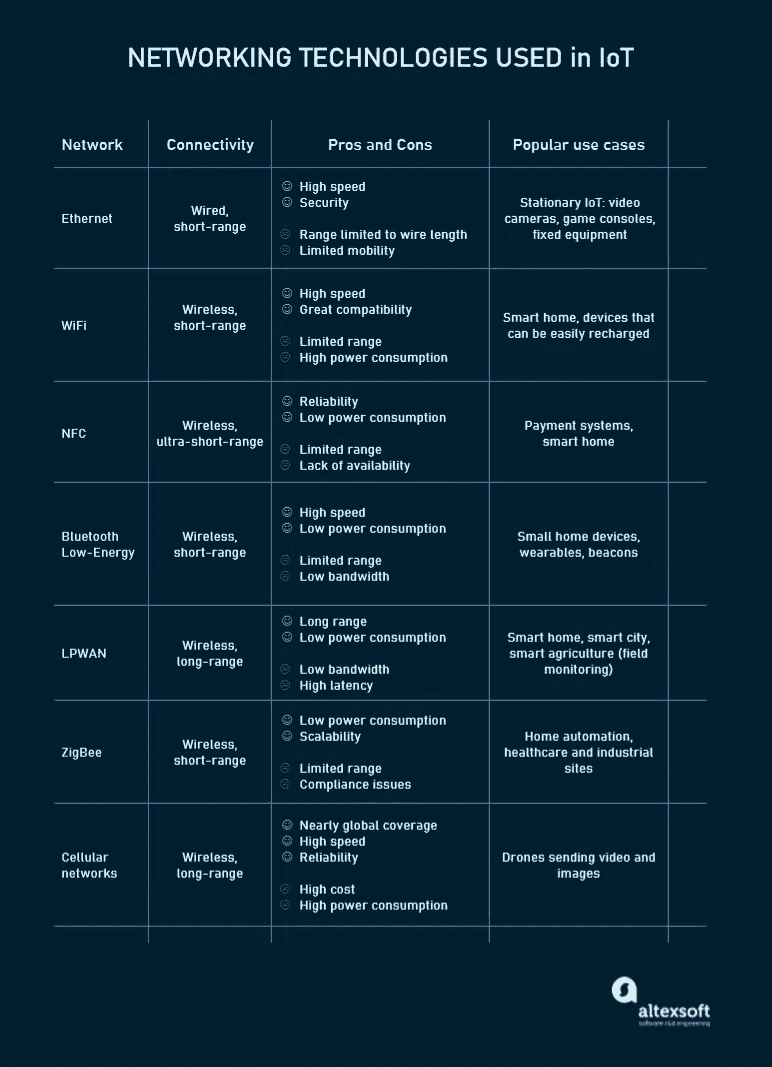 NETWORKING TECHNOLOGIES USED in IoT
Network
Connectivity
Pros and Cons
Popular use cases
Ethernet
Wired,
short-range
High speed
Security
Range limited to wire length
Limited mobility
Stationary IoT: video
cameras, game consoles,
fixed equipment
WiFi
Wireless,
short-range
High speed
Great compatibility
Limited range
High power consumption
Smart home, devices that
can be easily recharged
NFC
Wireless,
ultra-short-range
Reliability
Low power consumption
Limited range
Lack of availability
Payment systems,
smart home
Bluetooth
Low-Energy
Wireless,
short-range
High speed
Low power consumption
Limited range
Low bandwidth
Small home devices,
wearables, beacons
LPWAN
Wireless,
long-range
Long range
Low power consumption
Low bandwidth
High latency
Smart home, smart city,
smart agriculture (field
monitoring)
ZigBee
Wireless,
short-range
Low power consumption
Scalability
Limited range
Compliance issues
Home automation,
healthcare and industrial
sites
Cellular
networks
Wireless,
long-range
Nearly global coverage
High speed
Reliability
High cost
High power consumption
Drones sending video and
images
altexsoft
software r&d engineering